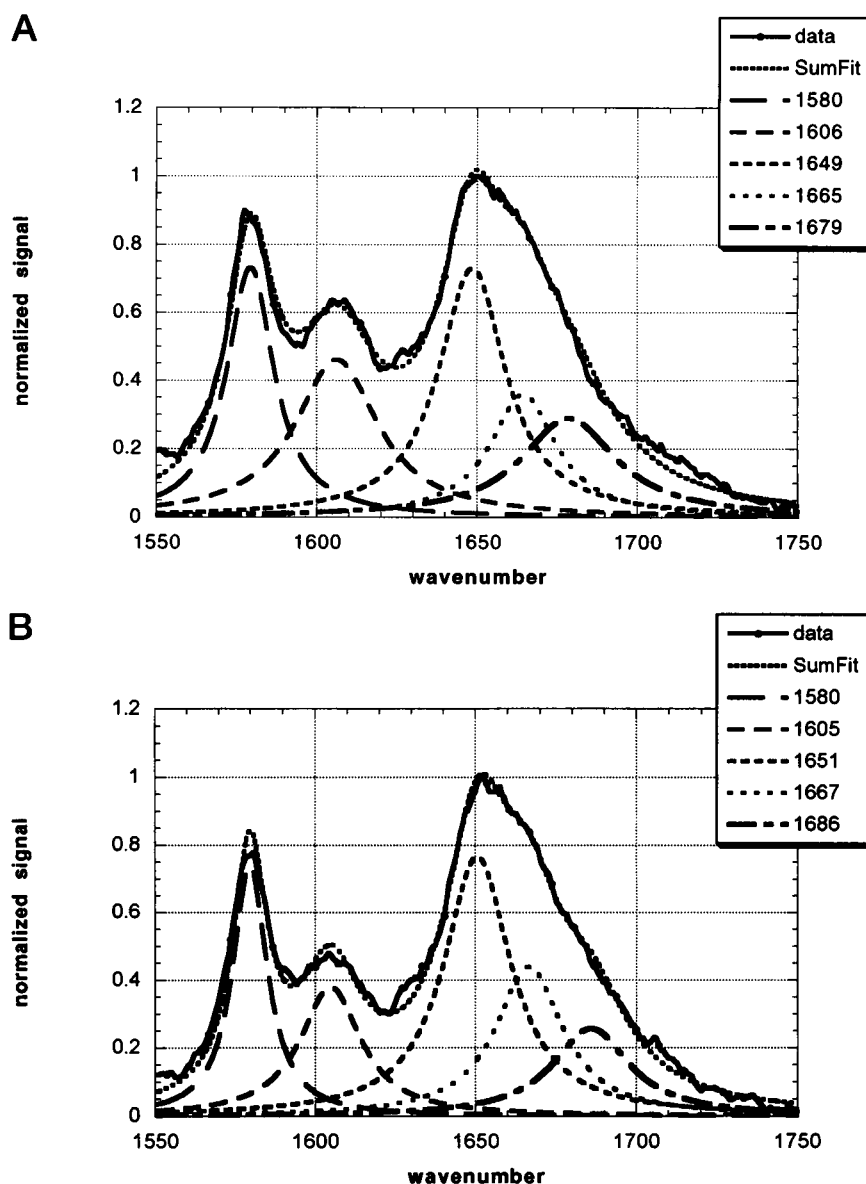 A
data
SumFit
1580
1606
1649
1665
1679
1.2
1
0.8
0.6
0.4
0.2
0
normalized signal
1550 1600 1650 1700 1750
wavenumber
B
data
SumFit
1580
1605
1651
1667
1686
1.2
1
0.8
0.6
0.4
0.2
0
normalized signal
1550 1600 1650 1700 1750
wavenumber